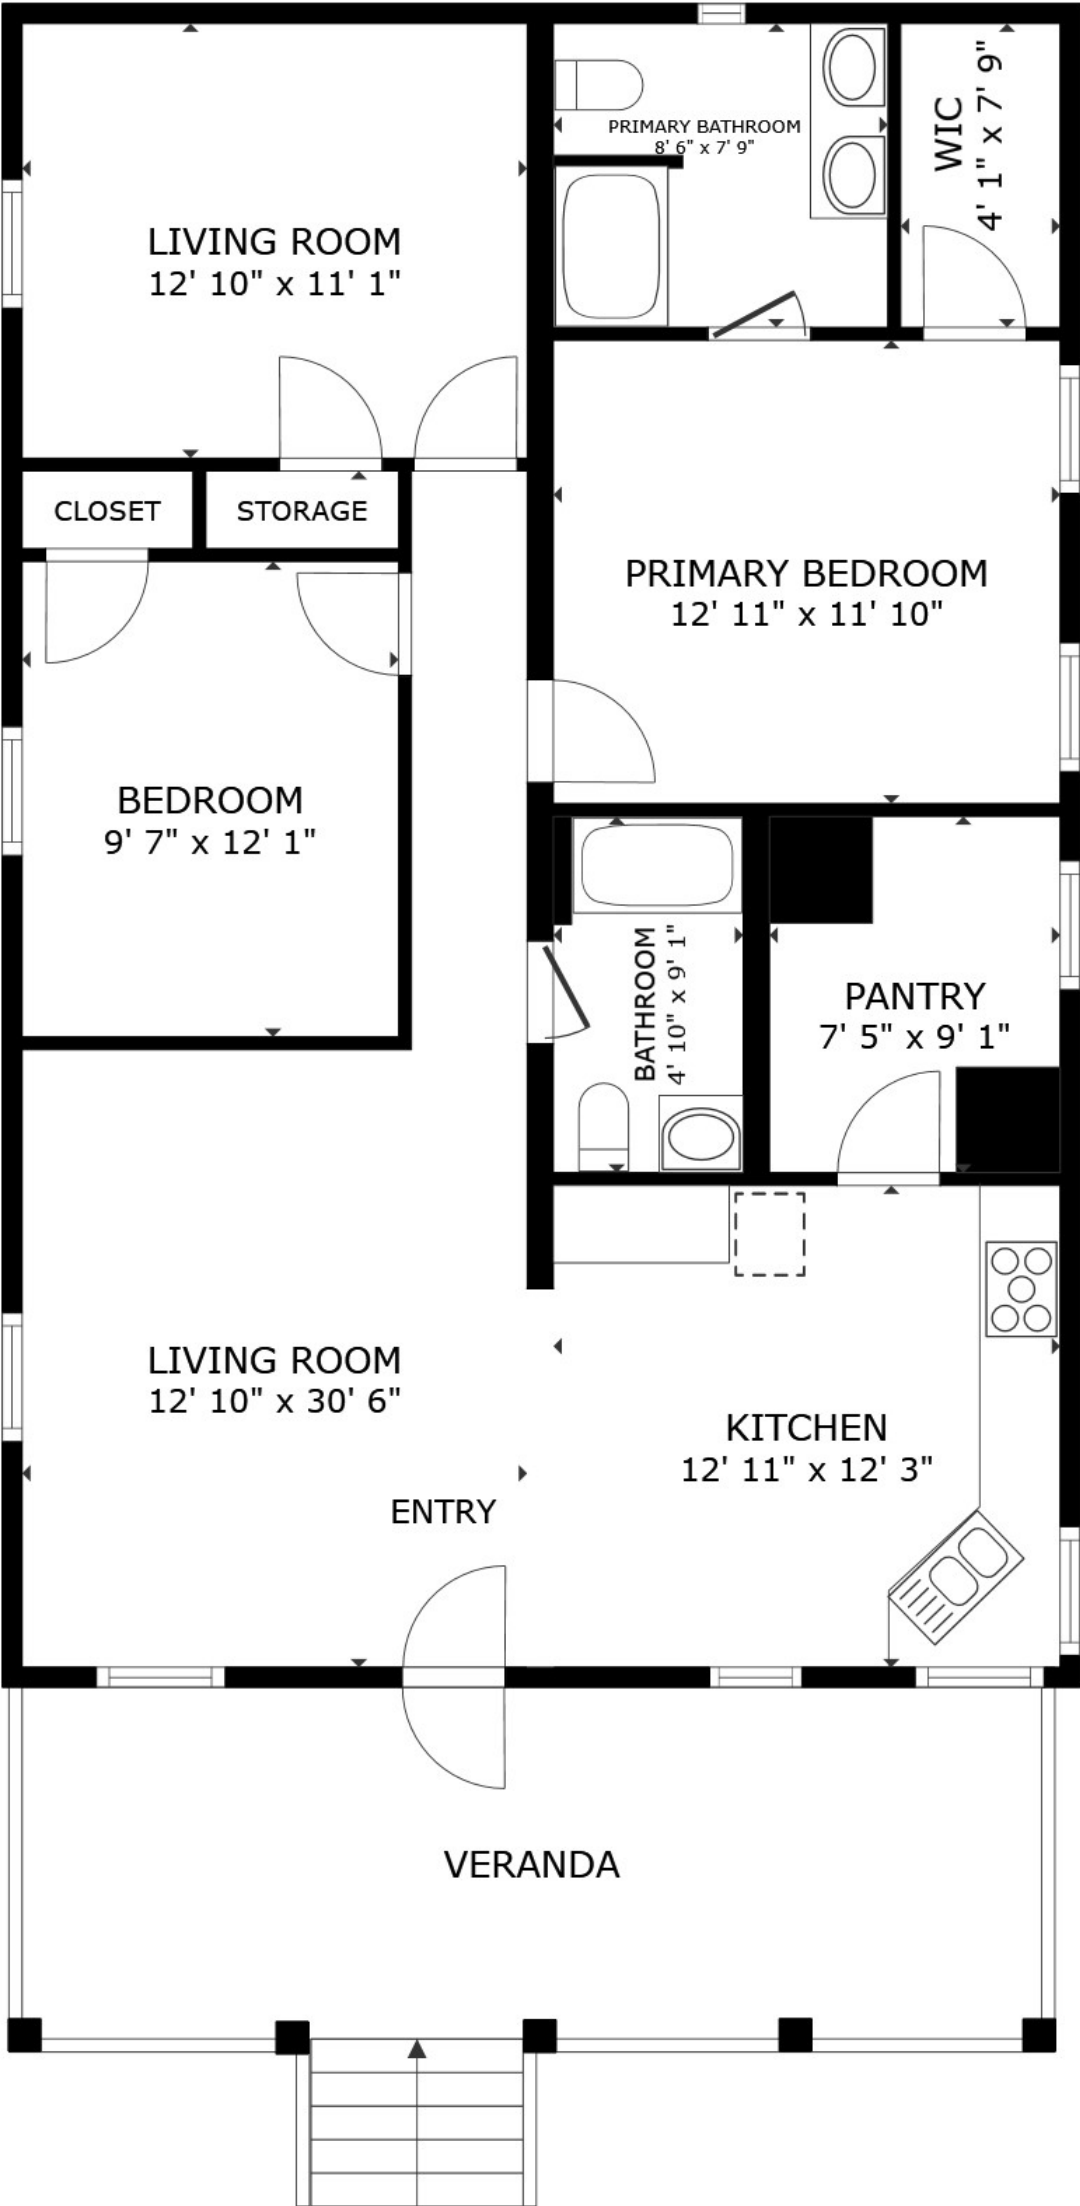 PRIMARY BATHROOM
8' 6" x 7' 9"
WIC
4' 1" x 7' 9"
LIVING ROOM
12' 10" x 11' 1"
CLOSET
STORAGE
PRIMARY BEDROOM
12' 11" x 11' 10"
BEDROOM
9' 7" x 12' 1"
BATHROOM
4' 10" x 9' 1"
PANTRY
7' 5" x 9' 1"
LIVING ROOM
12' 10" x 30' 6"
KITCHEN
12' 11" x 12' 3"
ENTRY
VERANDA